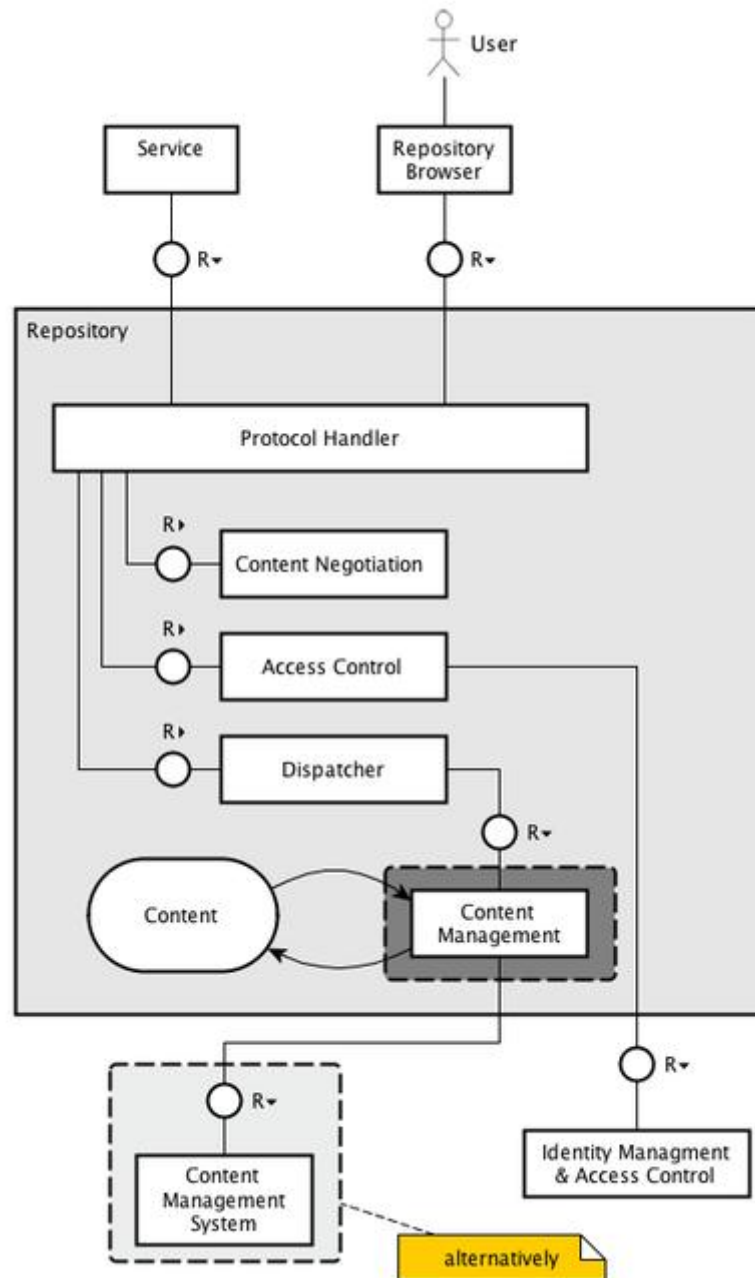 User
Service
Repository
Browser
R
R
Repository
Protocol Handler
R
Content Negotiation
R
Access Control
R
Dispatcher
R
Content
Content
Management
R
R
Content
Management
System
Identity Managment
& Access Control
alternatively